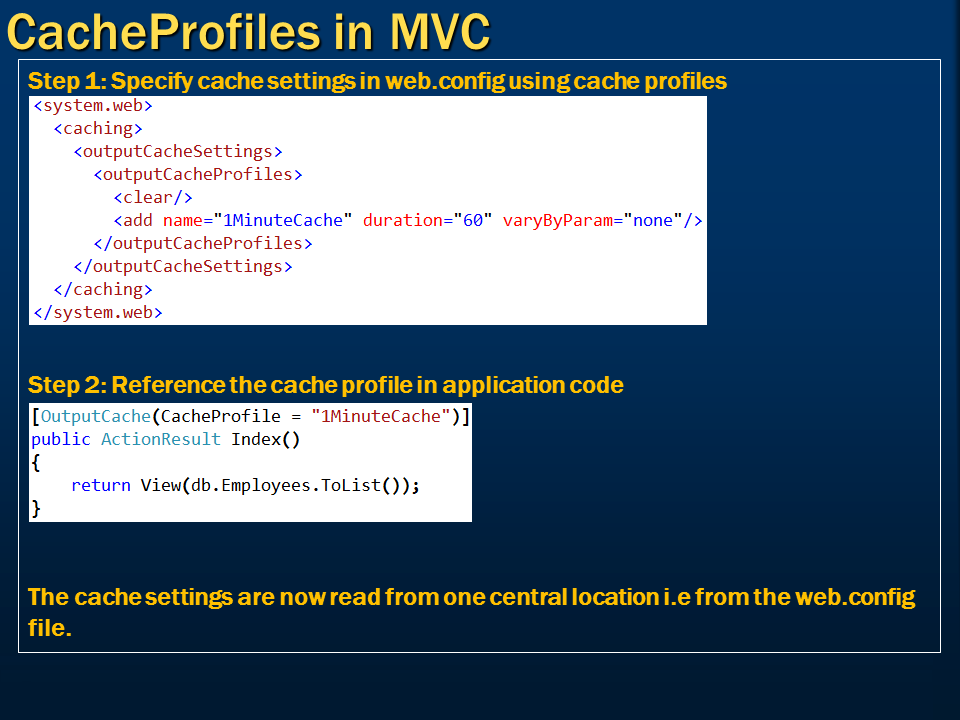 CacheProfiles in MVC
Step 1: Specify cache settings in web.config using cache profiles
<system.web>
  <caching>
    <outputCacheSettings>
      <outputCacheProfiles>
        <clear/>
        <add name="1MinuteCache" duration="60" varyByParam="none"/>
      </outputCacheProfiles>
    </outputCacheSettings>
  </caching>
</system.web>
Step 2: Reference the cache profile in application code
[OutputCache(CacheProfile = "1MinuteCache")]
public ActionResult Index()
{
    return View(db.Employees.ToList());
}
The cache settings are now read from one central location i.e from the web.config
file.